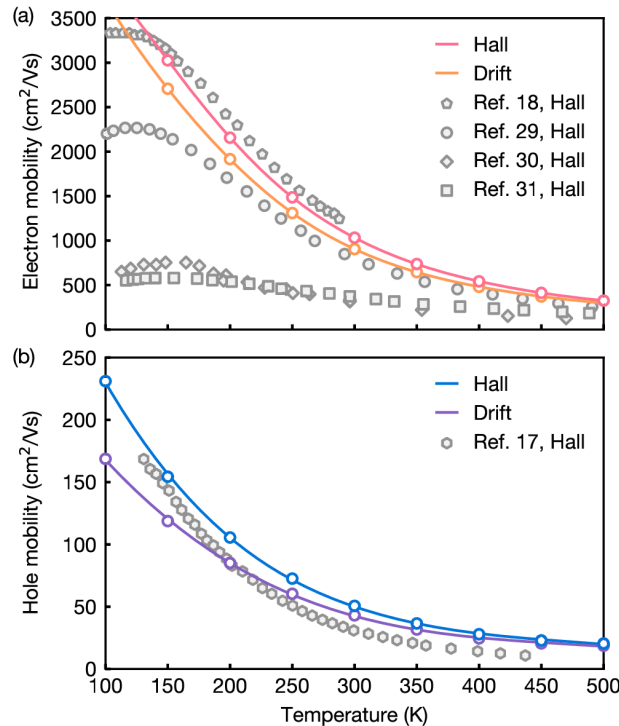 (a)
3500
3000
2500
2000
1500
1000
500
0
Electron mobility (cm²/Vs)
Hall
Drift
Ref. 18, Hall
Ref. 29, Hall
Ref. 30, Hall
Ref. 31, Hall
(b)
250
200
150
100
50
0
Hole mobility (cm²/Vs)
Hall
Drift
Ref. 17, Hall
100 150 200 250 300 350 400 450 500
Temperature (K)